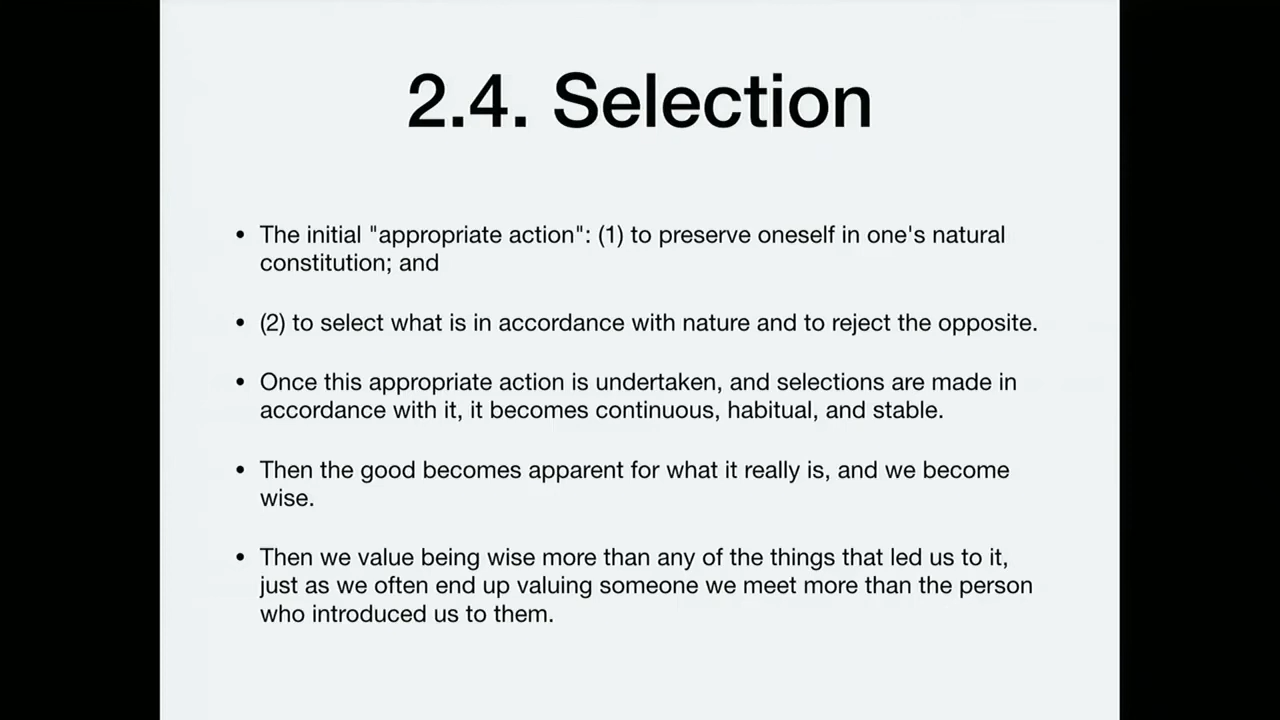 2.4. Selection
• The initial "appropriate action": (1) to preserve oneself in one's natural
constitution; and
• (2) to select what is in accordance with nature and to reject the opposite.
• Once this appropriate action is undertaken, and selections are made in
accordance with it, it becomes continuous, habitual, and stable.
• Then the good becomes apparent for what it really is, and we become
wise.
• Then we value being wise more than any of the things that led us to it,
just as we often end up valuing someone we meet more than the person
who introduced us to them.